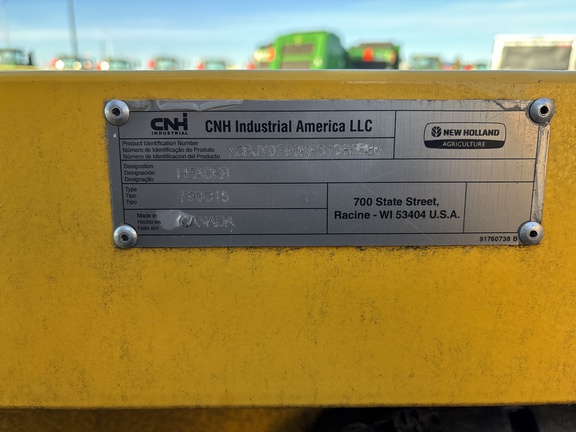 CNH
INDUSTRIAL
CNH Industrial America LLC
NEW HOLLAND
AGRICULTURE
Product Identification Number
Número de Identificação do Produto
Número de Identificacion del Producto
Designation
Designación
Designação
HEADER
Type
Tipo
Tipo
790G15
700 State Street,
Racine - WI 53404 U.S.A.
Made in
Hecho en
Feito em
CANADA
91760738 B